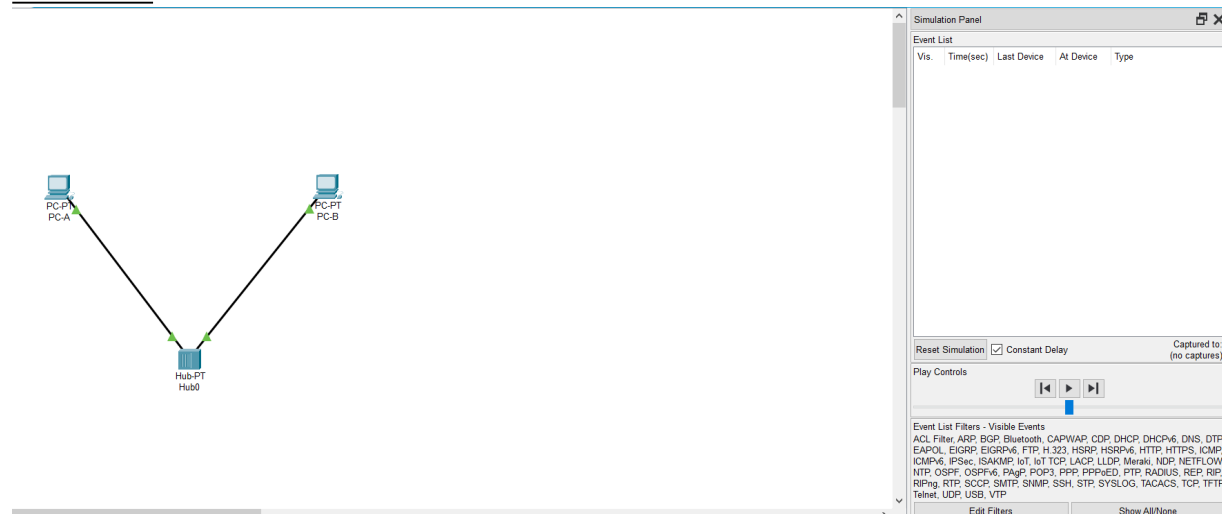 Simulation Panel
Event List
Vis. Time(sec) Last Device At Device Type
PC-PT
PC-A
PC-PT
PC-B
Hub-PT
Hub0
Reset Simulation Constant Delay
Captured to:
(no captures)
Play Controls
Event List Filters - Visible Events
ACL Filter, ARP, BGP, Bluetooth, CAPWAP, CDP, DHCP, DHCPv6, DNS, DTP,
EAPOL, EIGRP, EIGRPv6, FTP, H.323, HSRP, HSRPv6, HTTP, HTTPS, ICMP,
ICMPv6, IPSec, ISAKMP, IoT, IoT TCP, LACP, LLDP, Meraki, NDP, NETFLOW,
NTP, OSPF, OSPFv6, PAgP, POP3, PPP, PPPoED, PTP, RADIUS, REP, RIP,
RIPng, RTP, SCCP, SMTP, SNMP, SSH, STP, SYSLOG, TACACS, TCP, TFTP,
Telnet, UDP, USB, VTP
Edit Filters Show All/None